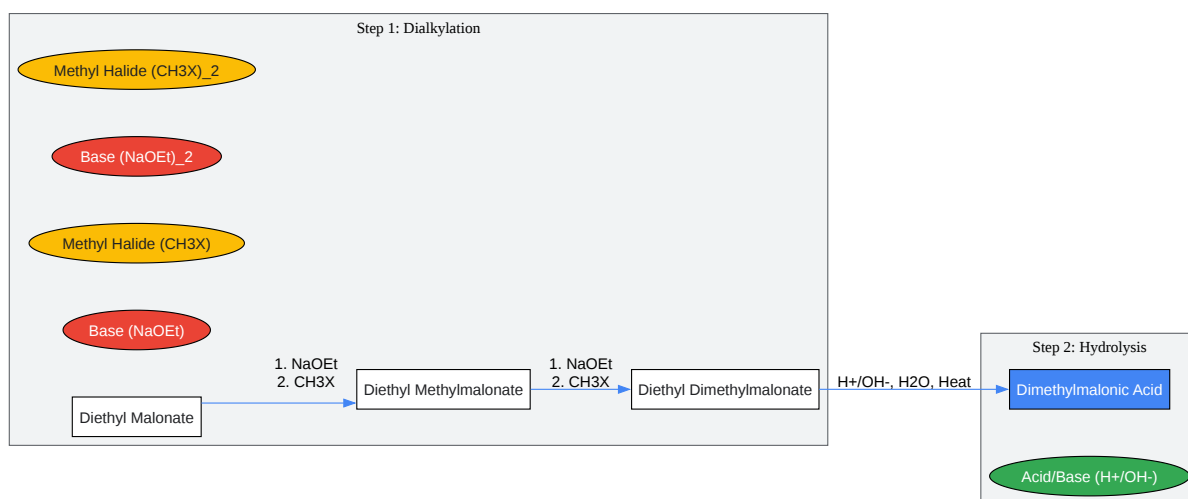 Step 1: Dialkylation
Methyl Halide (CH3X)_2
Base (NaOEt)_2
Methyl Halide (CH3X)
Base (NaOEt)
Diethyl Malonate
1. NaOEt
2. CH3X
Diethyl Methylmalonate
1. NaOEt
2. CH3X
Diethyl Dimethylmalonate
H+/OH-, H2O, Heat
Step 2: Hydrolysis
Dimethylmalonic Acid
Acid/Base (H+/OH-)